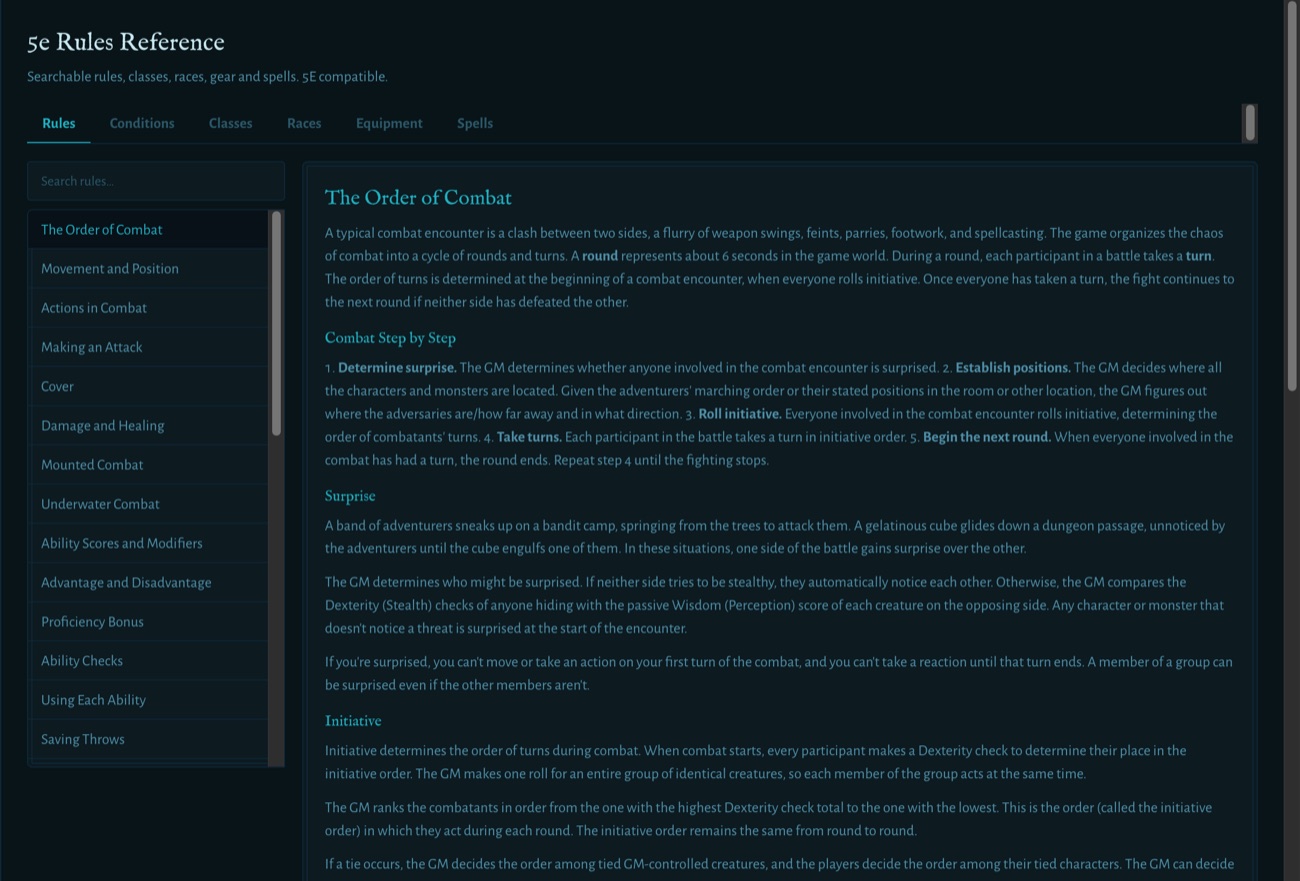 5e Rules Reference
Searchable rules, classes, races, gear and spells. 5E compatible.
Rules Conditions Classes Races Equipment Spells
Search rules...
The Order of Combat
Movement and Position
Actions in Combat
Making an Attack
Cover
Damage and Healing
Mounted Combat
Underwater Combat
Ability Scores and Modifiers
Advantage and Disadvantage
Proficiency Bonus
Ability Checks
Using Each Ability
Saving Throws
The Order of Combat
A typical combat encounter is a clash between two sides, a flurry of weapon swings, feints, parries, footwork, and spellcasting. The game organizes the chaos
of combat into a cycle of rounds and turns. A round represents about 6 seconds in the game world. During a round, each participant in a battle takes a turn.
The order of turns is determined at the beginning of a combat encounter, when everyone rolls initiative. Once everyone has taken a turn, the fight continues to
the next round if neither side has defeated the other.
Combat Step by Step
1. Determine surprise. The GM determines whether anyone involved in the combat encounter is surprised. 2. Establish positions. The GM decides where all
the characters and monsters are located. Given the adventurers' marching order or their stated positions in the room or other location, the GM figures out
where the adversaries are/how far away and in what direction. 3. Roll initiative. Everyone involved in the combat encounter rolls initiative, determining the
order of combatants' turns. 4. Take turns. Each participant in the battle takes a turn in initiative order. 5. Begin the next round. When everyone involved in the
combat has had a turn, the round ends. Repeat step 4 until the fighting stops.
Surprise
A band of adventurers sneaks up on a bandit camp, springing from the trees to attack them. A gelatinous cube glides down a dungeon passage, unnoticed by
the adventurers until the cube engulfs one of them. In these situations, one side of the battle gains surprise over the other.
The GM determines who might be surprised. If neither side tries to be stealthy, they automatically notice each other. Otherwise, the GM compares the
Dexterity (Stealth) checks of anyone hiding with the passive Wisdom (Perception) score of each creature on the opposing side. Any character or monster that
doesn't notice a threat is surprised at the start of the encounter.
If you're surprised, you can't move or take an action on your first turn of the combat, and you can't take a reaction until that turn ends. A member of a group can
be surprised even if the other members aren't.
Initiative
Initiative determines the order of turns during combat. When combat starts, every participant makes a Dexterity check to determine their place in the
initiative order. The GM makes one roll for an entire group of identical creatures, so each member of the group acts at the same time.
The GM ranks the combatants in order from the one with the highest Dexterity check total to the one with the lowest. This is the order (called the initiative
order) in which they act during each round. The initiative order remains the same from round to round.
If a tie occurs, the GM decides the order among tied GM-controlled creatures, and the players decide the order among their tied characters. The GM can decide